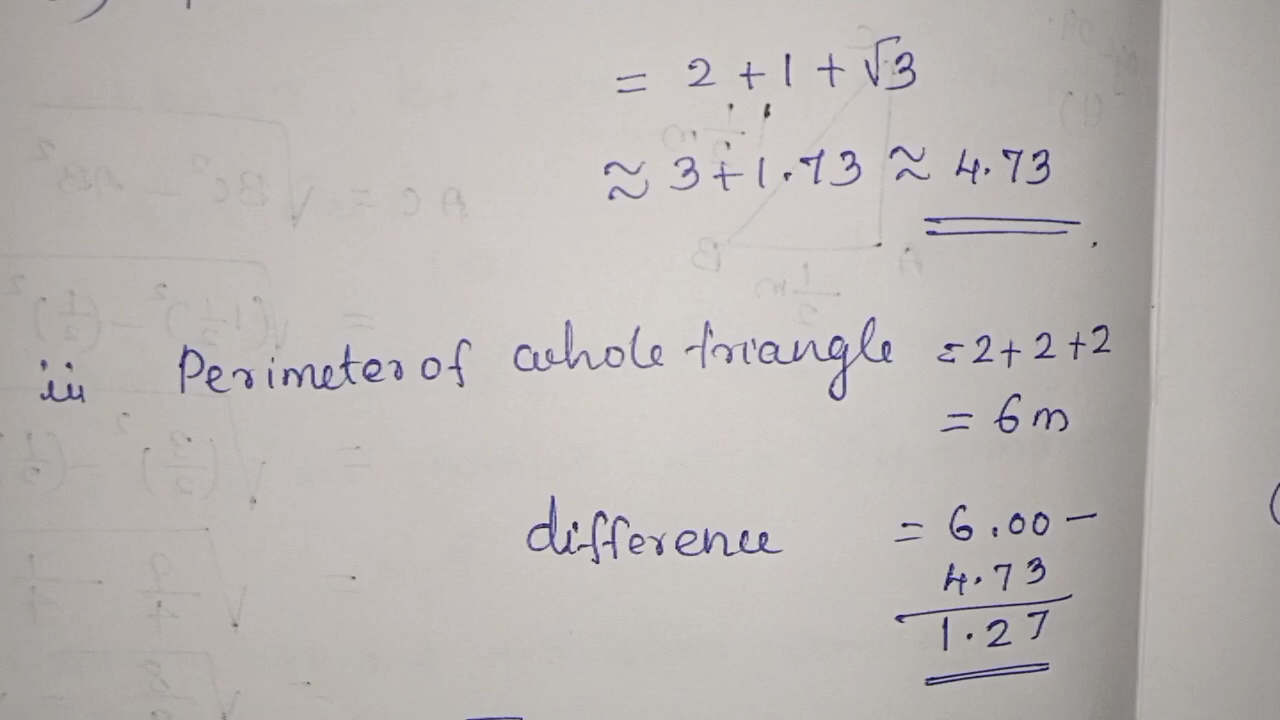 = 2 + 1 + √3
≈ 3 + 1.73 ≈ 4.73
iii Perimeter of whole triangle = 2 + 2 + 2
= 6 m
difference = 6.00 −
4.73
1.27